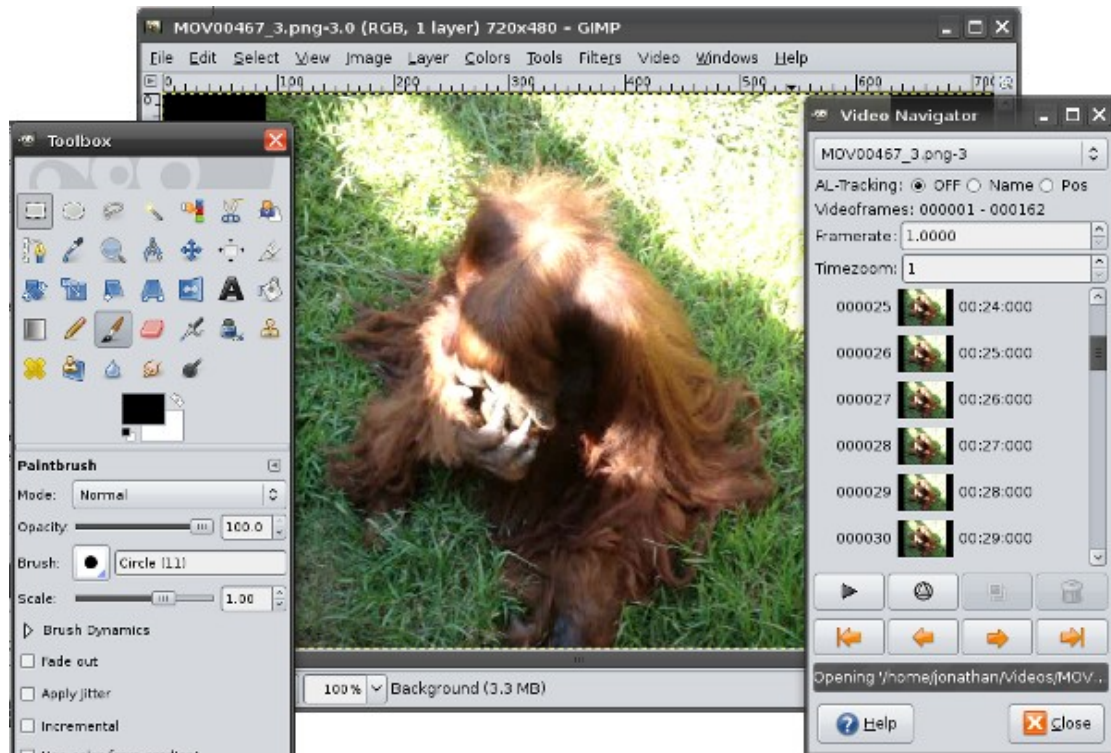 MOV00467_3.png-3.0 (RGB, 1 layer) 720x480 – GIMP
File Edit Select View Image Layer Colors Tools Filters Video Windows Help
0 100 200 300 400 500 600 700
0
Toolbox
Paintbrush
Mode: Normal
Opacity: 100.0
Brush: Circle (11)
Scale: 1.00
Brush Dynamics
Fade out
Apply Jitter
Incremental
100% Background (3.3 MB)
Video Navigator
MOV00467_3.png-3
AL-Tracking: OFF Name Pos
Videoframes: 000001 - 000162
Framerate: 1.0000
Timezoom: 1
000025 00:24:000
000026 00:25:000
000027 00:26:000
000028 00:27:000
000029 00:28:000
000030 00:29:000
Opening '/home/jonathan/Videos/MOV...
Help Close